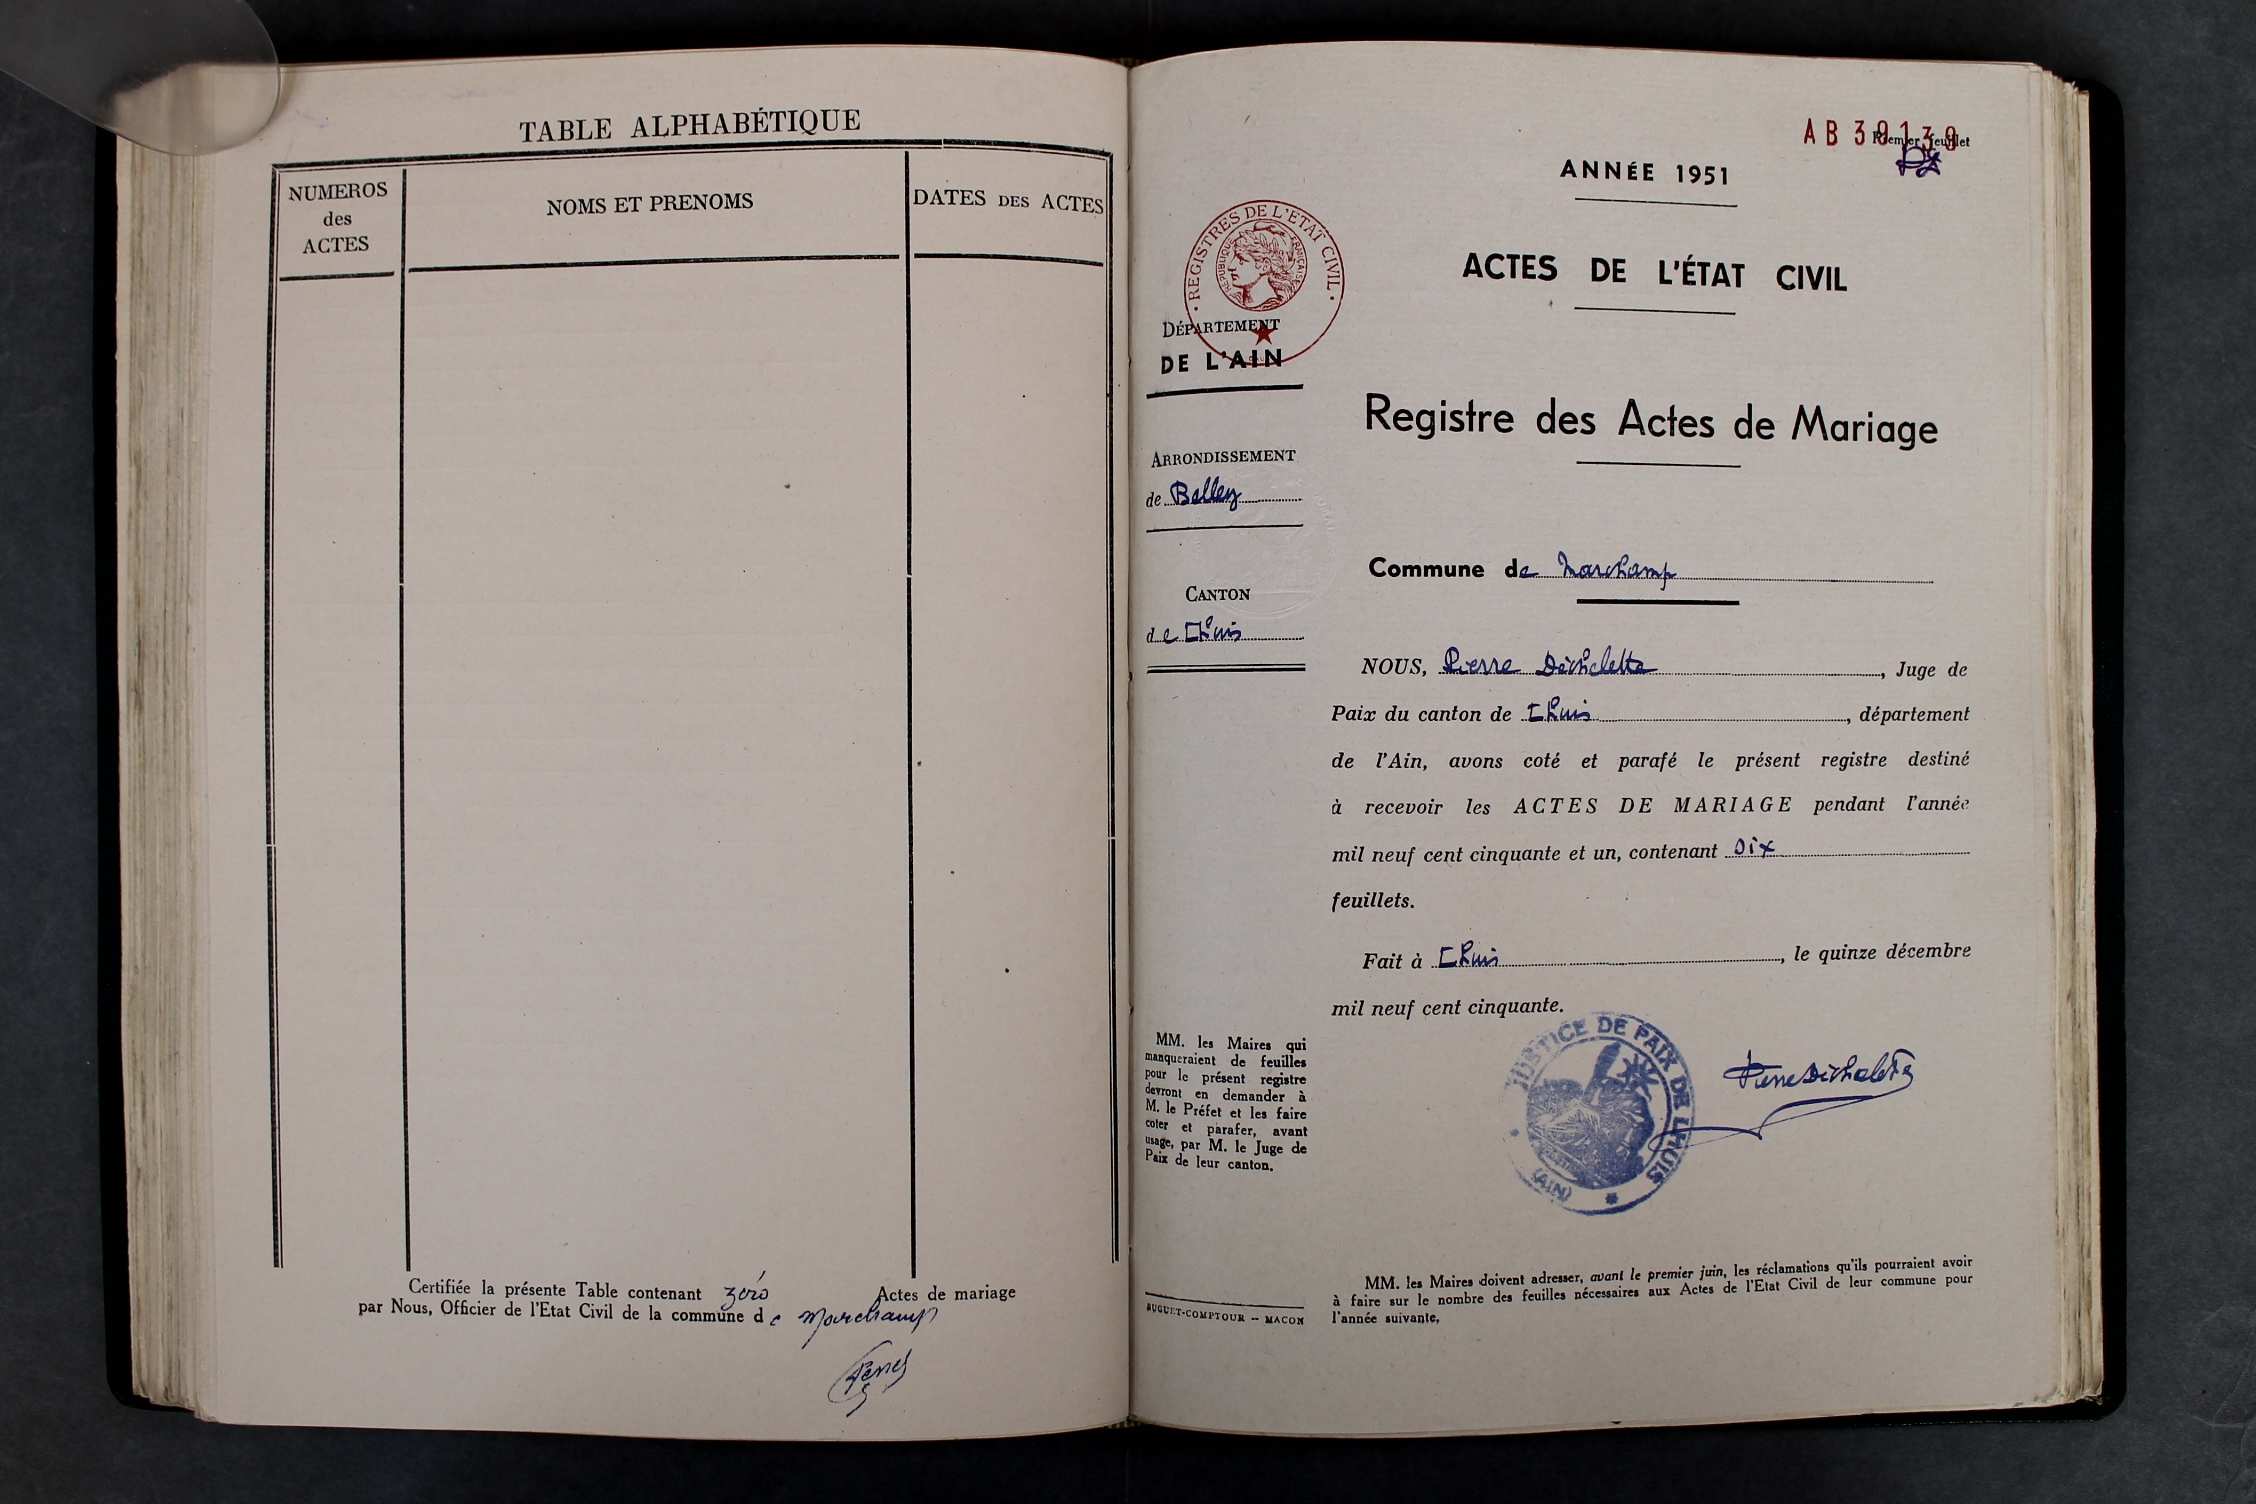 TABLE ALPHABÉTIQUE
NUMEROS
des
ACTES
NOMS ET PRENOMS
DATES DES ACTES
Certifiée la présente Table contenant zéro Actes de mariage
par Nous, Officier de l'Etat Civil de la commune de Marchamp
AB 39139
Premier feuillet
ANNÉE 1951
REGISTRES DE L'ETAT CIVIL
REPUBLIQUE FRANÇAISE
ACTES DE L'ÉTAT CIVIL
DÉPARTEMENT
DE L'AIN
Registre des Actes de Mariage
ARRONDISSEMENT
de Belley
Commune de Marchamp
CANTON
de Lhuis
NOUS, Pierre Déchelette, Juge de
Paix du canton de Lhuis, département
de l'Ain, avons coté et parafé le présent registre destiné
à recevoir les ACTES DE MARIAGE pendant l'année
mil neuf cent cinquante et un, contenant dix
feuillets.
Fait à Lhuis, le quinze décembre
mil neuf cent cinquante.
JUSTICE DE PAIX DE LHUIS
(AIN)
Pierre Déchelette
MM. les Maires qui
manqueraient de feuilles
pour le présent registre
devront en demander à
M. le Préfet et les faire
coter et parafer, avant
usage, par M. le Juge de
Paix de leur canton.
BUGUET-COMPTOUR - MACON
MM. les Maires doivent adresser, avant le premier juin, les réclamations qu'ils pourraient avoir
à faire sur le nombre des feuilles nécessaires aux Actes de l'Etat Civil de leur commune pour
l'année suivante.